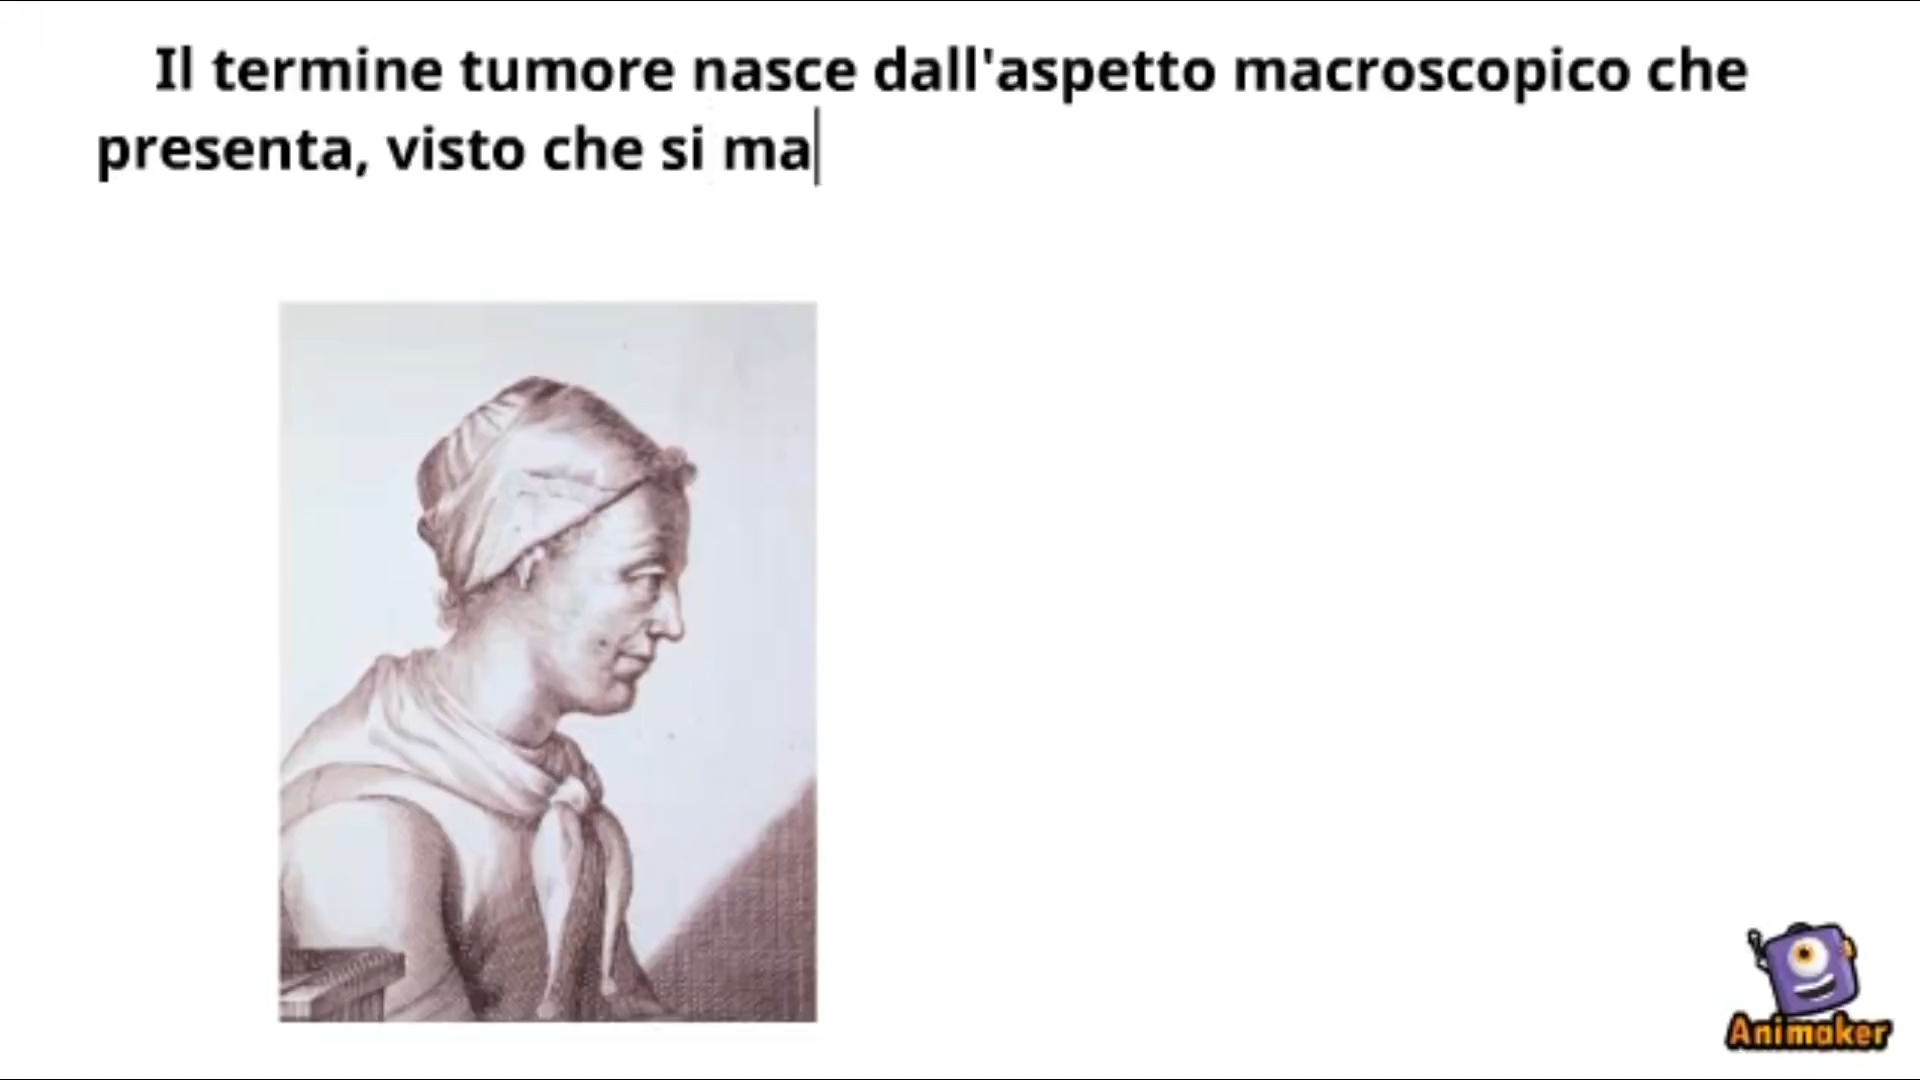 Il termine tumore nasce dall'aspetto macroscopico che
presenta, visto che si ma
Animaker